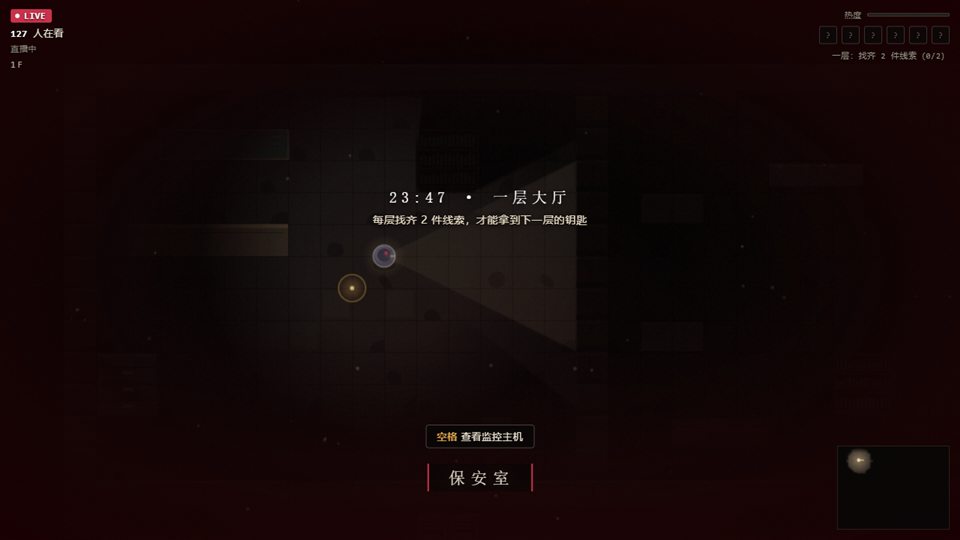 LIVE
127 人在看
直播中
1F
热度
? ? ? ? ? ?
一层: 找齐 2 件线索 (0/2)
23:47 · 一层大厅
每层找齐 2 件线索，才能拿到下一层的钥匙
空格 查看监控主机
保安室